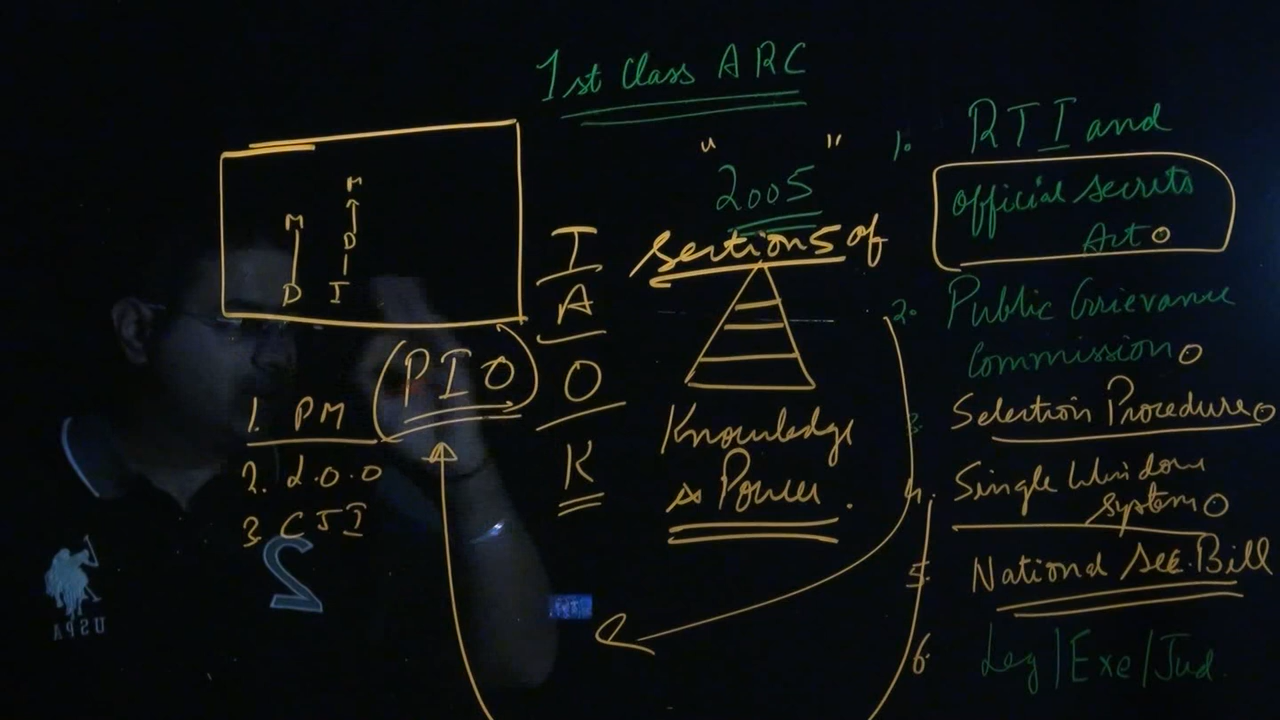 1st Class ARC
" 2005 "
Sections of
Knowledge
is Power.
I
A
O
K
M
D
M
D
I
(PIO)
1. PM
2. L.O.O
3. CJI
2
USPA
1. RTI and
Official Secrets
Act
2. Public Grievance
Commission
3. Selection Procedure
4. Single Window
System
5. National Sec. Bill
6. Leg/Exe/Jud.